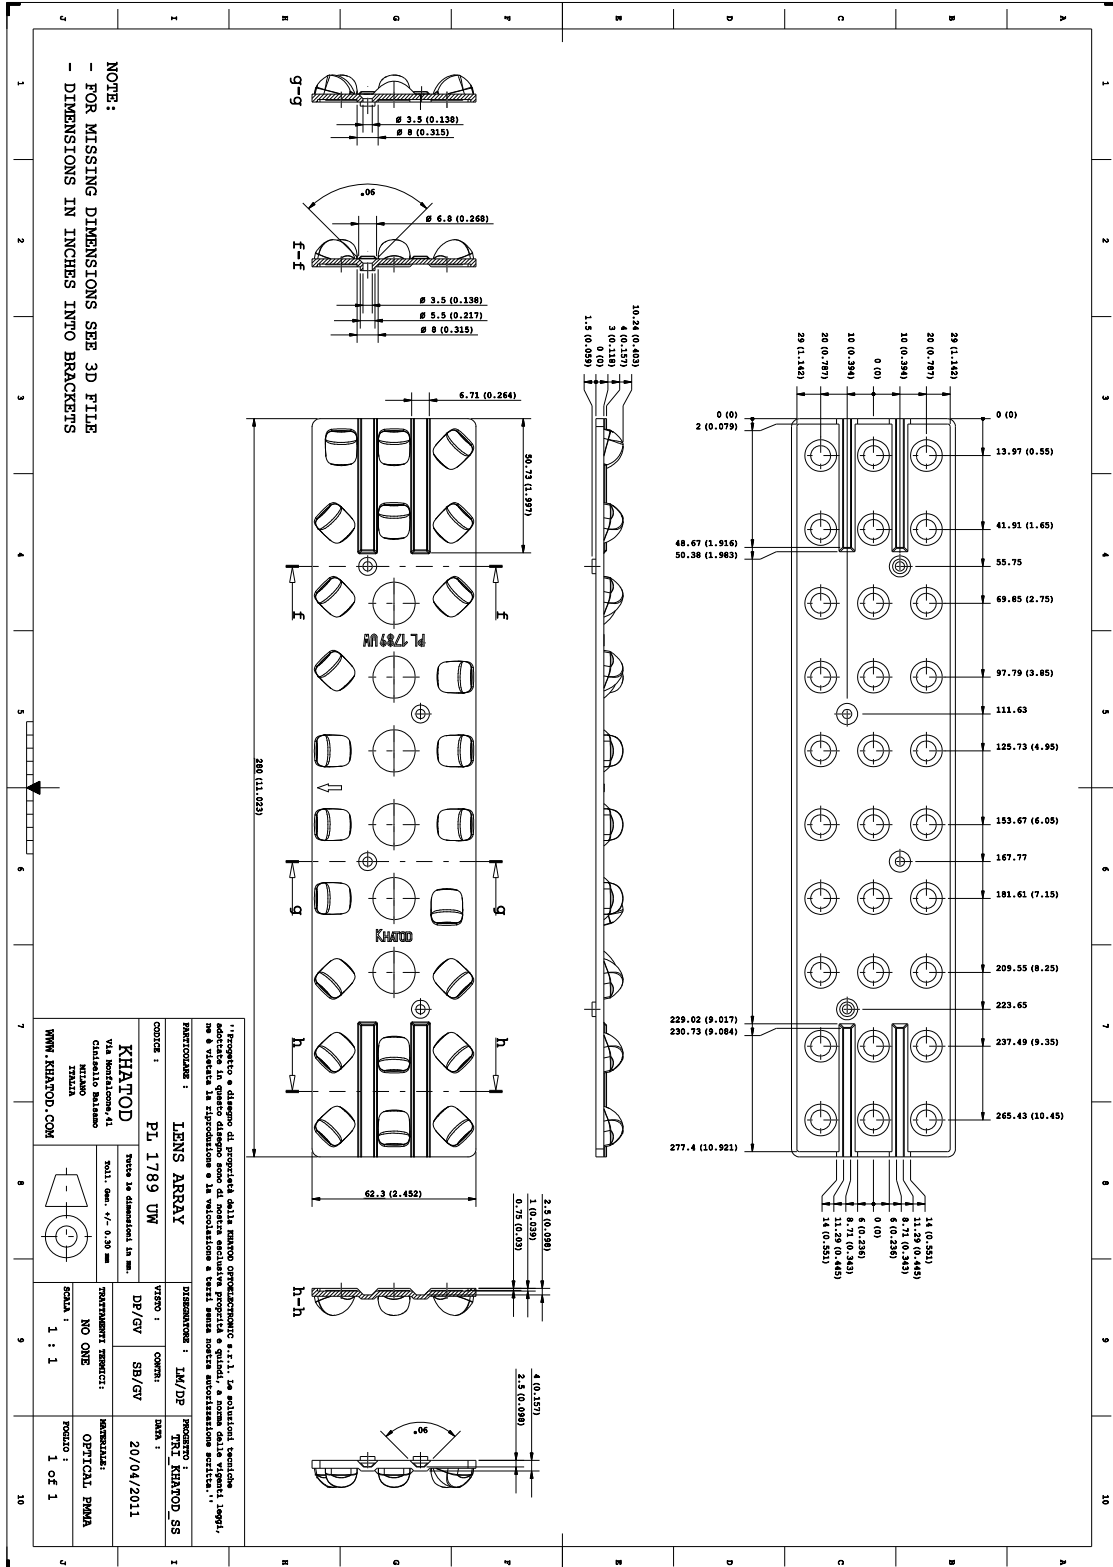 NOTE:
- FOR MISSING DIMENSIONS SEE 3D FILE
- DIMENSIONS IN INCHES INTO BRACKETS
A
B
C
D
E
F
G
H
I
J
1
2
3
4
5
6
7
8
9
10
29 (1.142)
20 (0.787)
10 (0.394)
0 (0)
10 (0.394)
20 (0.787)
29 (1.142)
0 (0)
13.97 (0.55)
41.91 (1.65)
55.75
69.85 (2.75)
97.79 (3.85)
111.63
125.73 (4.95)
153.67 (6.05)
167.77
181.61 (7.15)
209.55 (8.25)
223.65
237.49 (9.35)
265.43 (10.45)
0 (0)
2 (0.079)
48.67 (1.916)
50.38 (1.983)
229.02 (9.017)
230.73 (9.084)
277.4 (10.921)
14 (0.551)
11.29 (0.445)
8.71 (0.343)
6 (0.236)
0 (0)
6 (0.236)
8.71 (0.343)
11.29 (0.445)
14 (0.551)
10.24 (0.403)
4 (0.157)
3 (0.118)
0 (0)
1.5 (0.059)
g-g
Ø 3.5 (0.138)
Ø 8 (0.315)
90°
Ø 6.8 (0.268)
f-f
Ø 3.5 (0.138)
Ø 5.5 (0.217)
Ø 8 (0.315)
6.71 (0.264)
50.73 (1.997)
f
f
PL 1789 UW
g
g
KHATOD
h
h
280 (11.023)
62.3 (2.452)
2.5 (0.098)
1 (0.039)
0.75 (0.03)
h-h
4 (0.157)
2.5 (0.098)
90°
''Progetto e disegno di proprietà della KHATOD OPTOELECTRONIC s.r.l. Le soluzioni tecniche
adottate in questo disegno sono di nostra esclusiva proprità e quindi, a norma delle vigenti leggi,
ne è vietata la riproduzione e la veicolazione a terzi senza nostra autorizzazione scritta.''
PARTICOLARE : LENS ARRAY
DISEGNATORE : LM/DP
PROGETTO : TRI_KHATOD_SS
CODICE : PL 1789 UW
VISTO : DP/GV
CONTR: SB/GV
DATA : 20/04/2011
KHATOD
Via Monfalcone,41
Cinisello Balsamo
MILANO
ITALIA
WWW.KHATOD.COM
Tutte le dimensioni in mm.
Toll. Gen. +/- 0.30 mm
TRATTAMENTI TERMICI: NO ONE
MATERIALE: OPTICAL PMMA
SCALA : 1 : 1
FOGLIO : 1 of 1